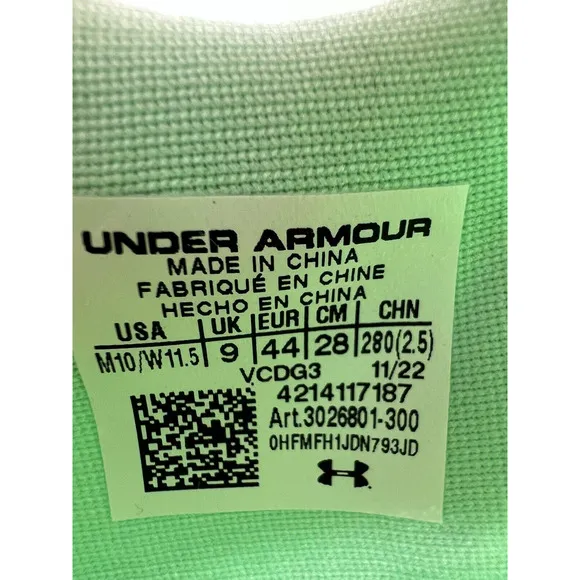 UNDER ARMOUR
MADE IN CHINA
FABRIQUÉ EN CHINE
HECHO EN CHINA
USA UK EUR CM CHN
M10/W11.5 9 44 28 280(2.5)
VCDG3 11/22
4214117187
Art.3026801-300
0HFMFH1JDN793JD